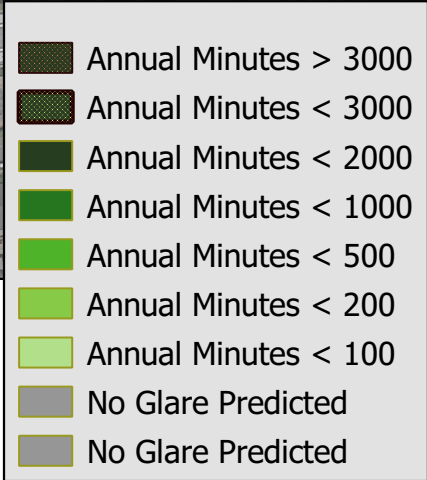 Annual Minutes > 3000
Annual Minutes < 3000
Annual Minutes < 2000
Annual Minutes < 1000
Annual Minutes < 500
Annual Minutes < 200
Annual Minutes < 100
No Glare Predicted
No Glare Predicted